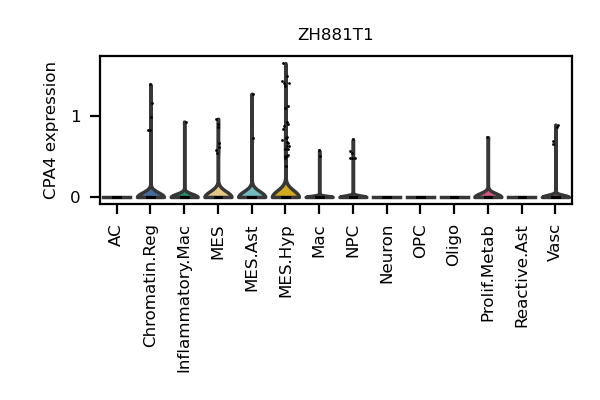 ZH881T1
CPA4 expression
1
0
AC
Chromatin.Reg
Inflammatory.Mac
MES
MES.Ast
MES.Hyp
Mac
NPC
Neuron
OPC
Oligo
Prolif.Metab
Reactive.Ast
Vasc